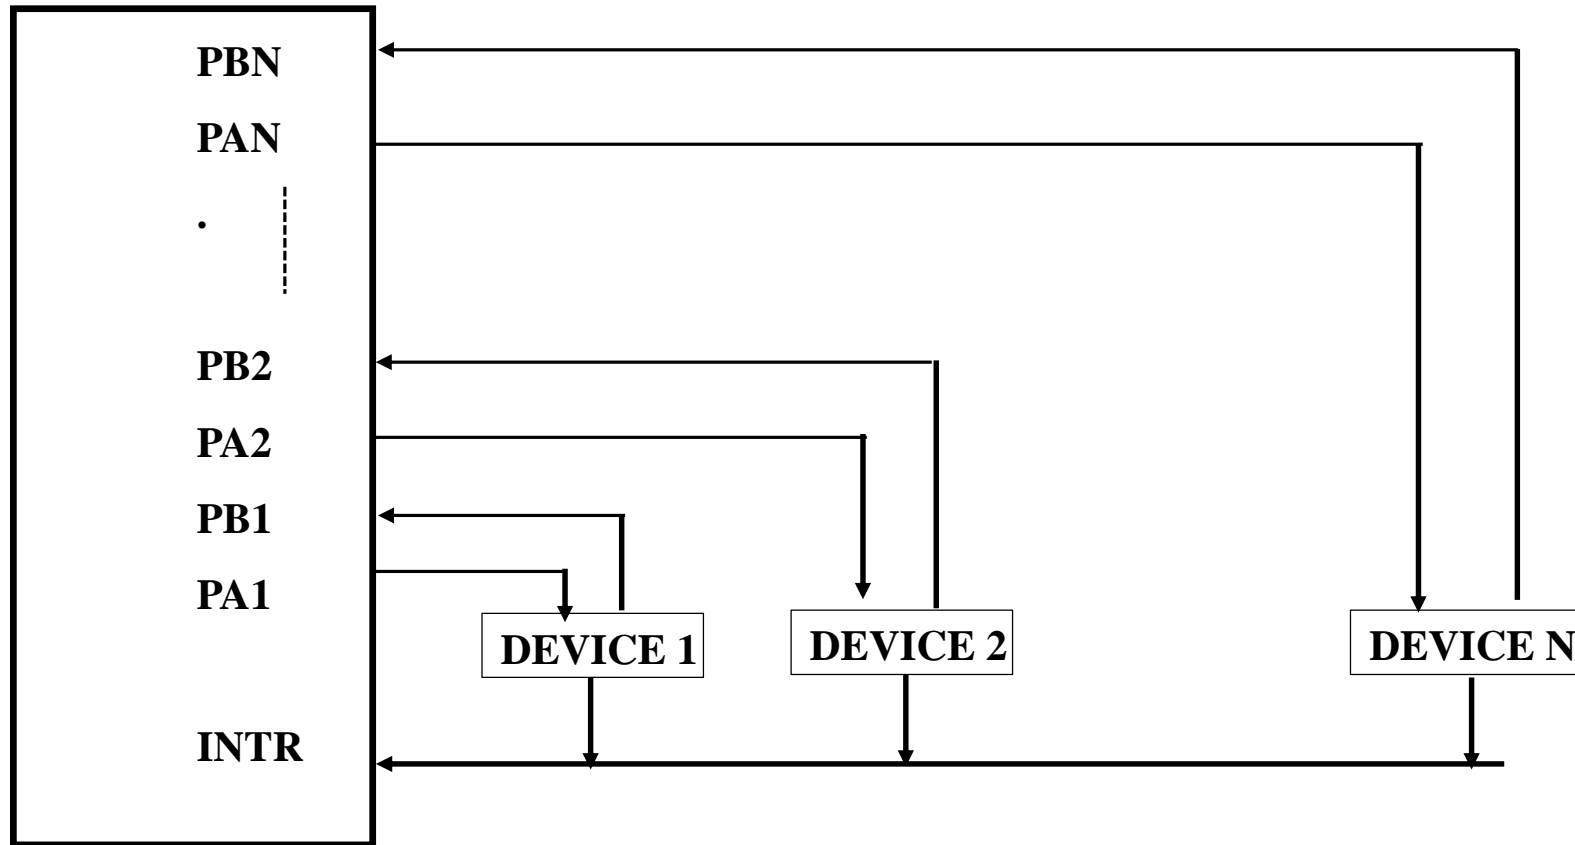 PBN
PAN
.
PB2
PA2
PB1
PA1
DEVICE 1
DEVICE 2
DEVICE N
INTR